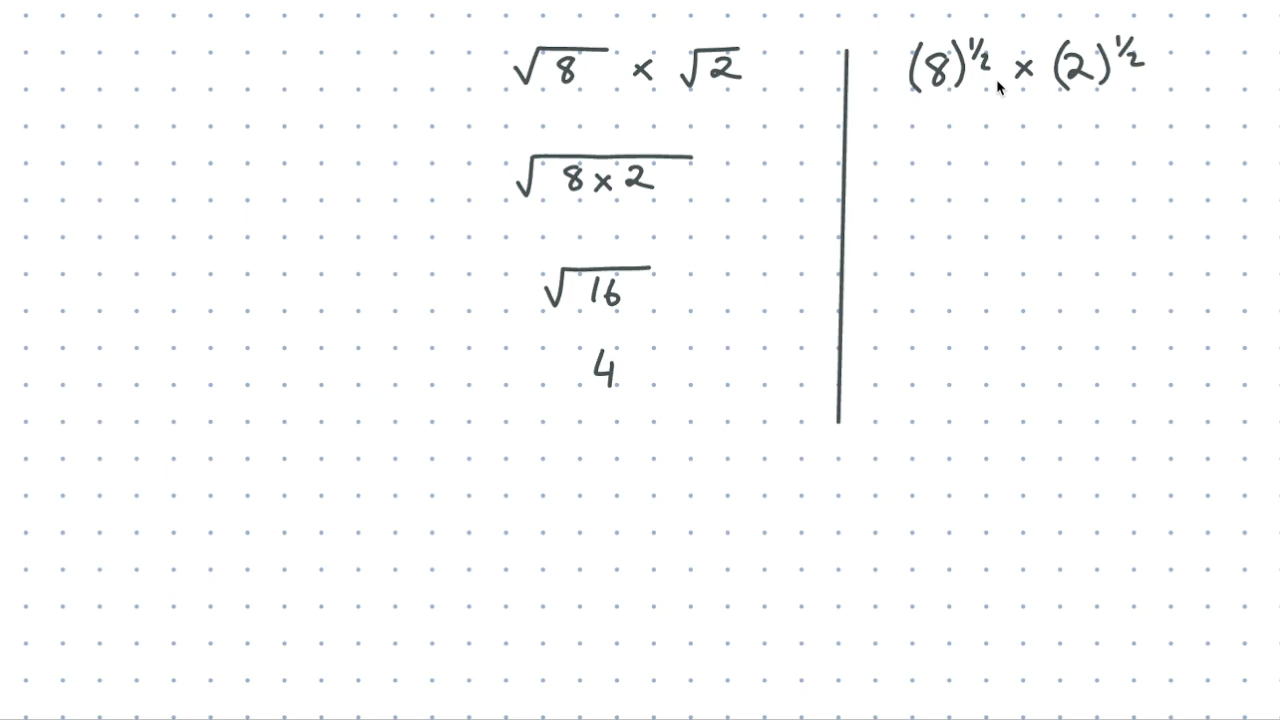 √8 × √2
√8 × 2
√16
4
(8)^½ × (2)^½